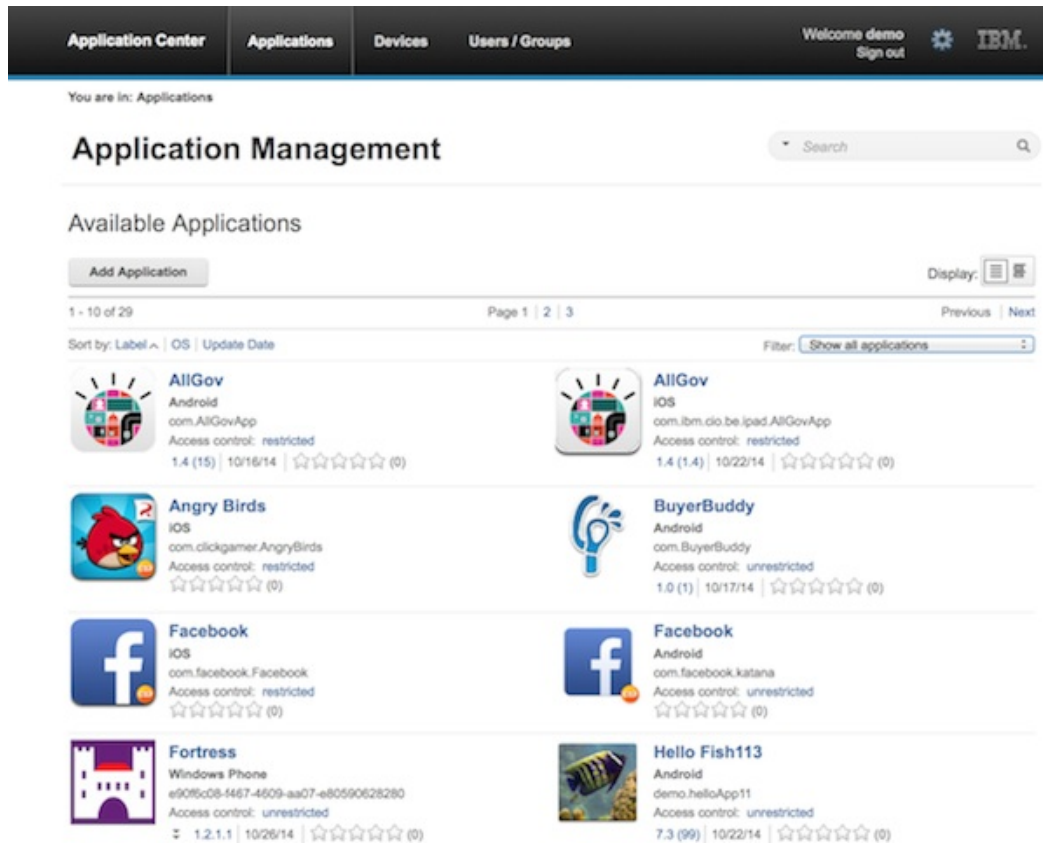 Application Center
Applications
Devices
Users / Groups
Welcome demo
Sign out
IBM.
You are in: Applications
Application Management
Search
Available Applications
Add Application
Display:
1 - 10 of 29
Page 1 | 2 | 3
Previous | Next
Sort by: Label | OS | Update Date
Filter: Show all applications
AllGov
Android
com.AllGovApp
Access control: restricted
1.4 (15) | 10/16/14 | (0)
AllGov
iOS
com.ibm.cio.be.ipad.AllGovApp
Access control: restricted
1.4 (1.4) | 10/22/14 | (0)
Angry Birds
iOS
com.clickgamer.AngryBirds
Access control: restricted
(0)
BuyerBuddy
Android
com.BuyerBuddy
Access control: unrestricted
1.0 (1) | 10/17/14 | (0)
Facebook
iOS
com.facebook.Facebook
Access control: restricted
(0)
Facebook
Android
com.facebook.katana
Access control: unrestricted
(0)
Fortress
Windows Phone
e90f6c08-f467-4609-aa07-e80590628280
Access control: unrestricted
1.2.1.1 | 10/26/14 | (0)
Hello Fish113
Android
demo.helloApp11
Access control: unrestricted
7.3 (99) | 10/22/14 | (0)